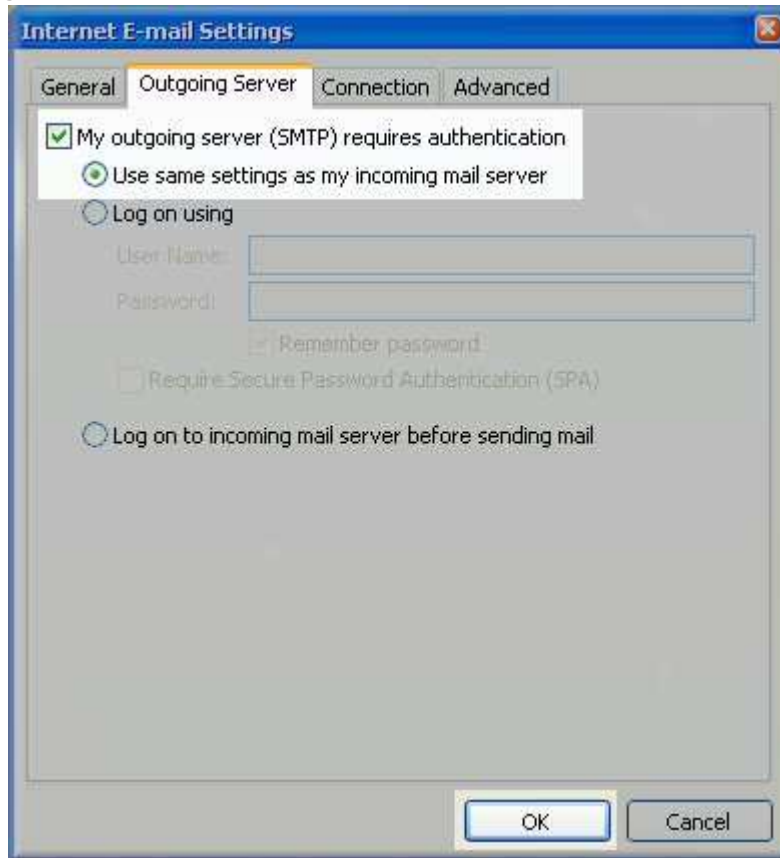 Internet E-mail Settings
General Outgoing Server Connection Advanced
My outgoing server (SMTP) requires authentication
Use same settings as my incoming mail server
Log on using
User Name:
Password:
Remember password
Require Secure Password Authentication (SPA)
Log on to incoming mail server before sending mail
OK Cancel